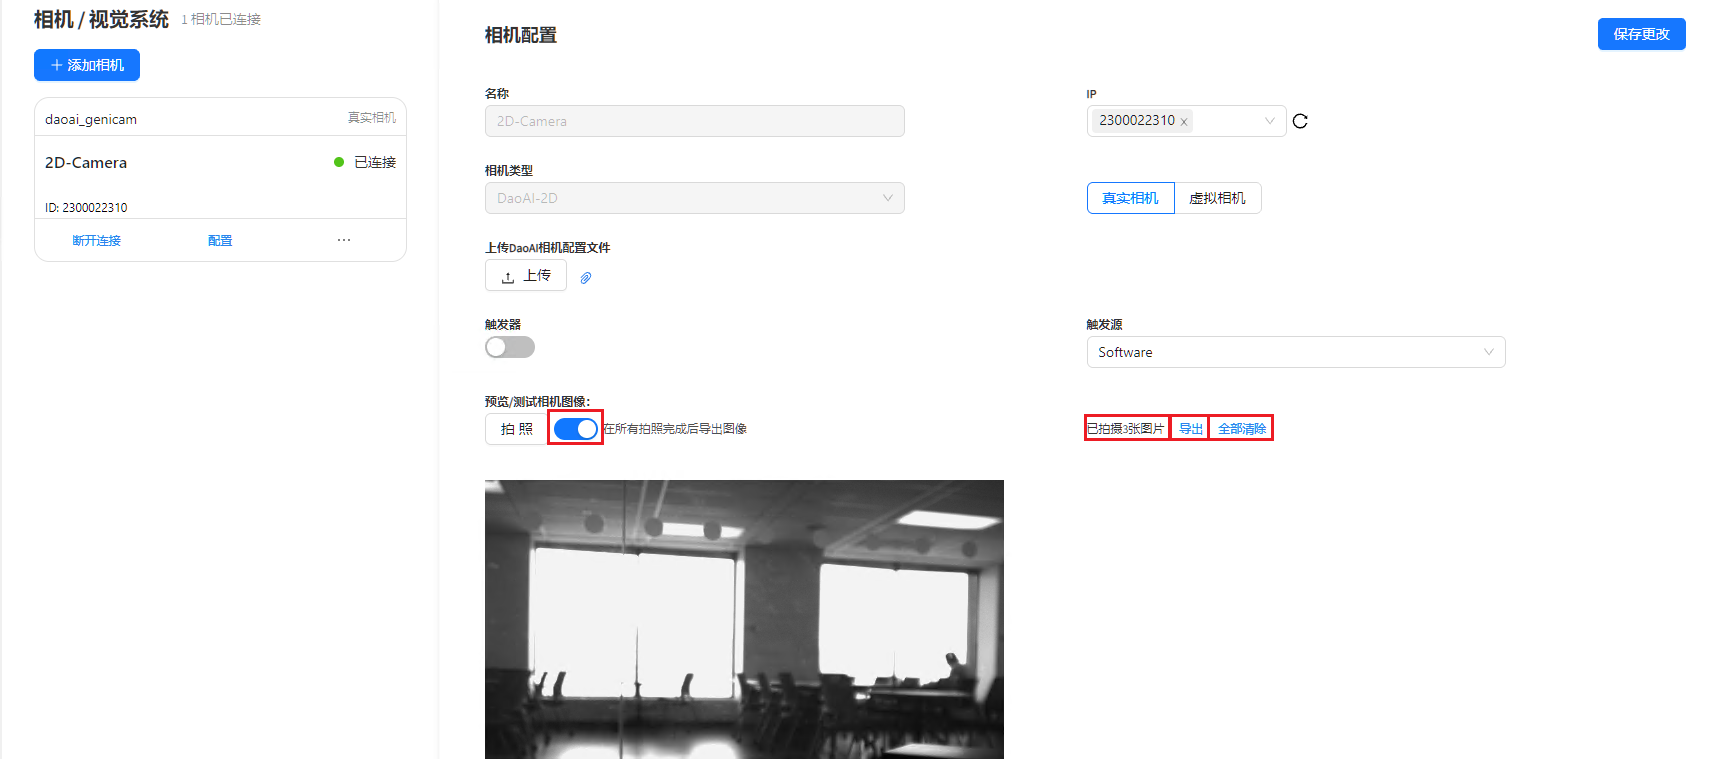 相机 / 视觉系统 1 相机已连接
添加相机
daoai_genicam 真实相机
2D-Camera 已连接
ID: 2300022310
断开连接 配置 ···
相机配置 保存更改
名称 IP
2D-Camera 2300022310 x
相机类型
DaoAI-2D 真实相机 虚拟相机
上传DaoAI相机配置文件
上传
触发器 触发源
Software
预览/测试相机图像:
拍 照 在所有拍照完成后导出图像 已拍摄3张图片 导出 全部清除